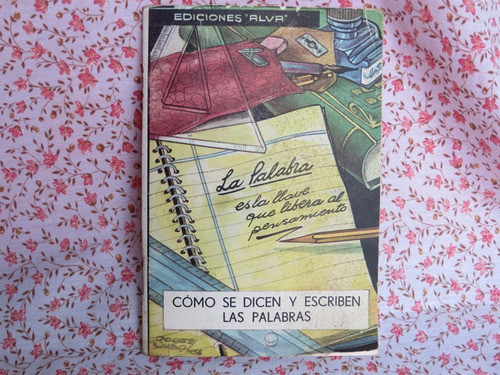 EDICIONES "ALVA"
La Palabra
es la llave
que libera al
pensamiento
CÓMO SE DICEN Y ESCRIBEN
LAS PALABRAS